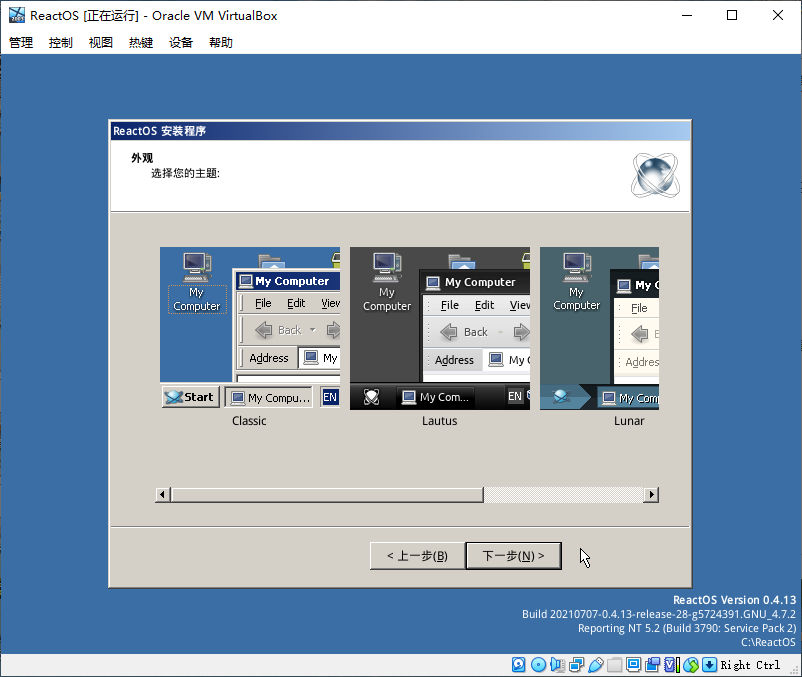 ReactOS [正在运行] - Oracle VM VirtualBox
管理 控制 视图 热键 设备 帮助
ReactOS 安装程序
外观
选择您的主题:
My Computer
My Computer
File Edit View
Back
Address My
Start My Compu... EN
Classic
My Computer
My Computer
File Edit View
Back
Address My C
My Com... EN
Lautus
My Computer
My C
File
Address
My Com
Lunar
< 上一步(B) 下一步(N) >
ReactOS Version 0.4.13
Build 20210707-0.4.13-release-28-g5724391.GNU_4.7.2
Reporting NT 5.2 (Build 3790: Service Pack 2)
C:\ReactOS
Right Ctrl